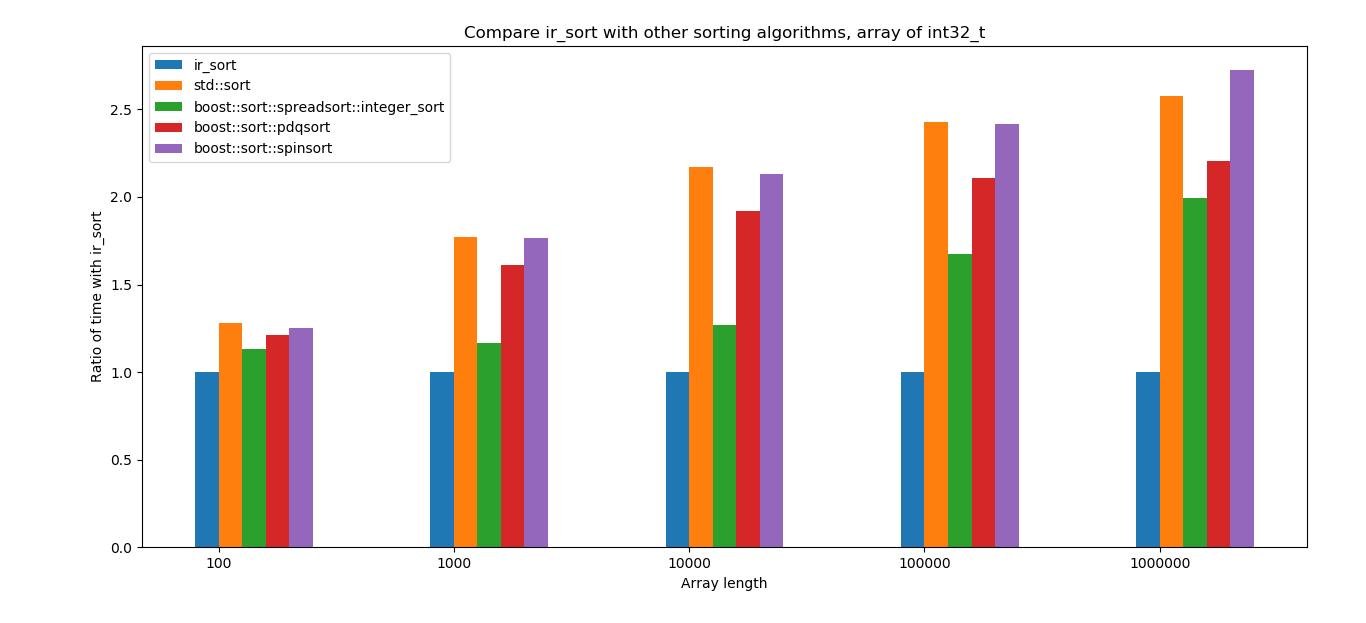 Compare ir_sort with other sorting algorithms, array of int32_t
ir_sort
std::sort
boost::sort::spreadsort::integer_sort
boost::sort::pdqsort
boost::sort::spinsort
Ratio of time with ir_sort
2.5
2.0
1.5
1.0
0.5
0.0
100 1000 10000 100000 1000000
Array length